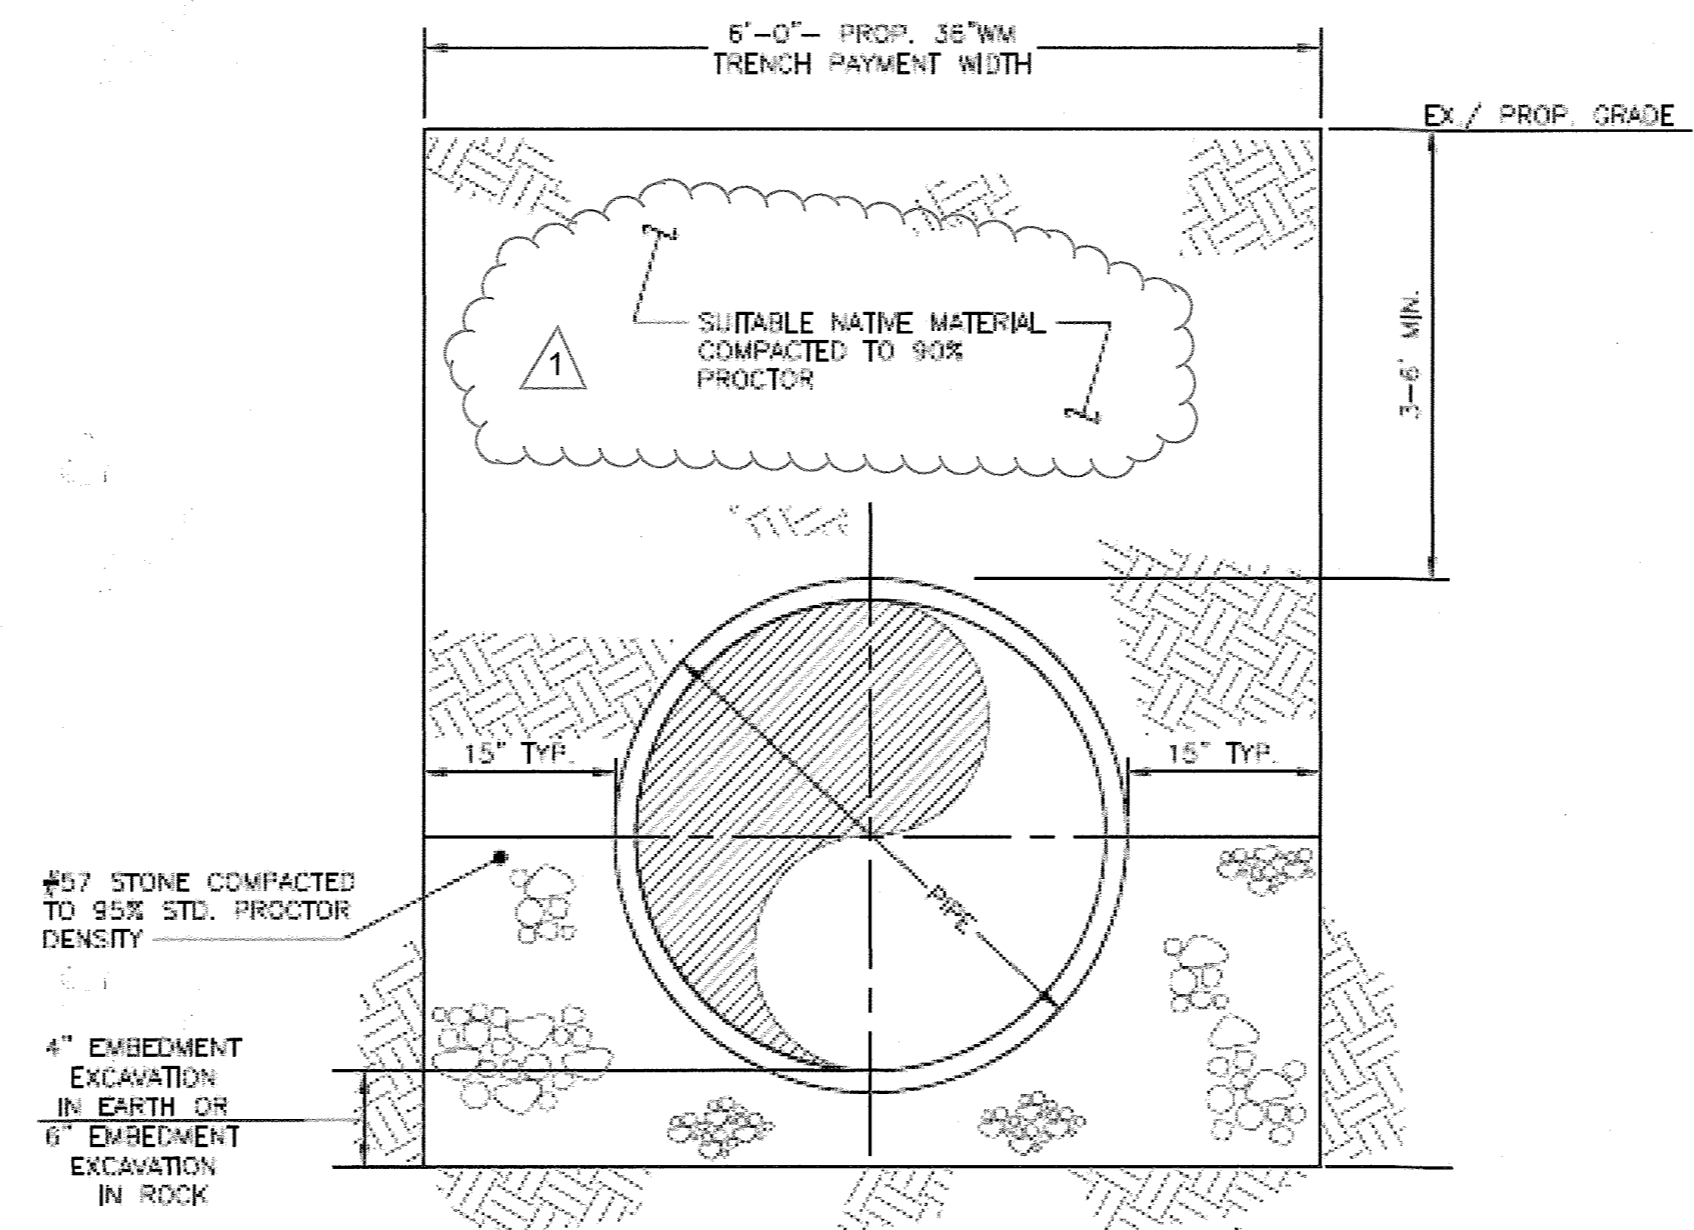 6'-0"- PROP. 36"WM
TRENCH PAYMENT WIDTH
EX./ PROP. GRADE
SUITABLE NATIVE MATERIAL
COMPACTED TO 90%
PROCTOR
1
3-6' MIN.
15" TYP.
15" TYP.
PIPE
#57 STONE COMPACTED
TO 95% STD. PROCTOR
DENSITY
4" EMBEDMENT
EXCAVATION
IN EARTH OR
6" EMBEDMENT
EXCAVATION
IN ROCK